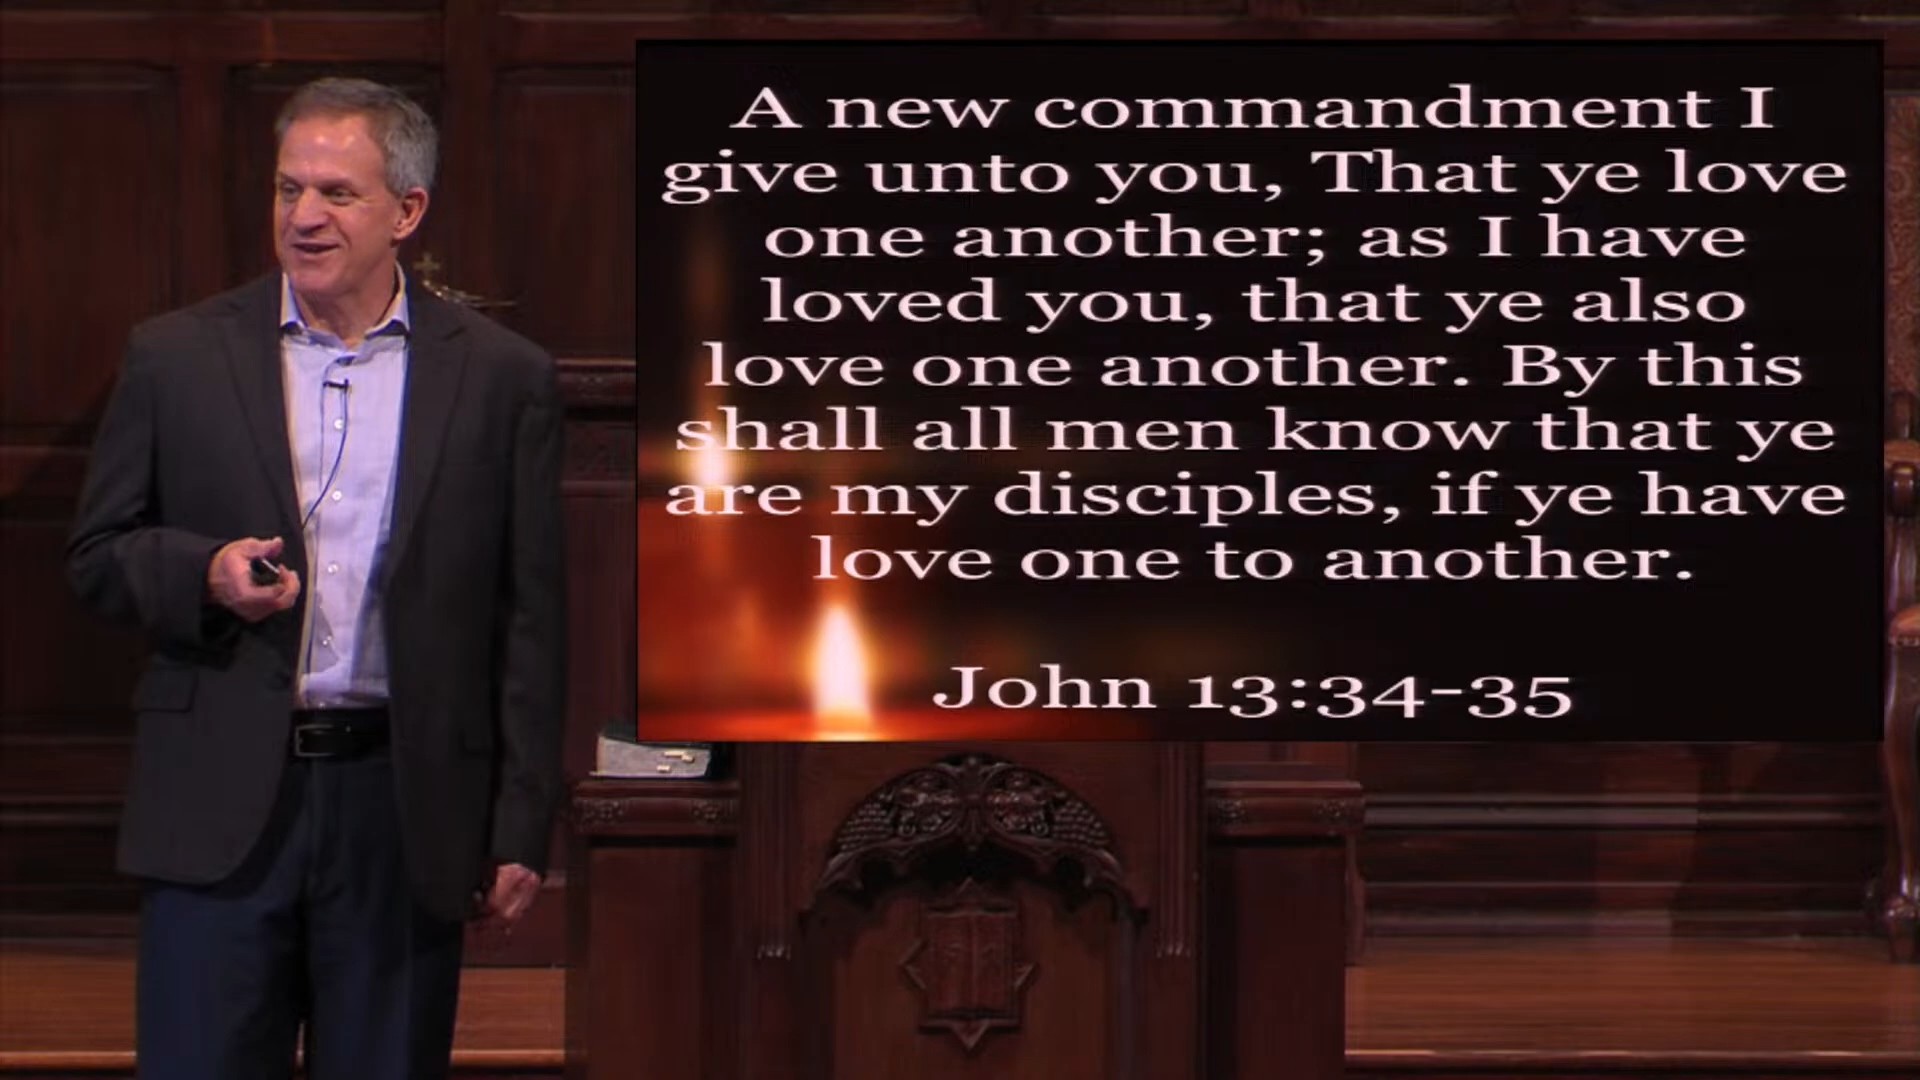 A new commandment I
give unto you, That ye love
one another; as I have
loved you, that ye also
love one another. By this
shall all men know that ye
are my disciples, if ye have
love one to another.
John 13:34-35